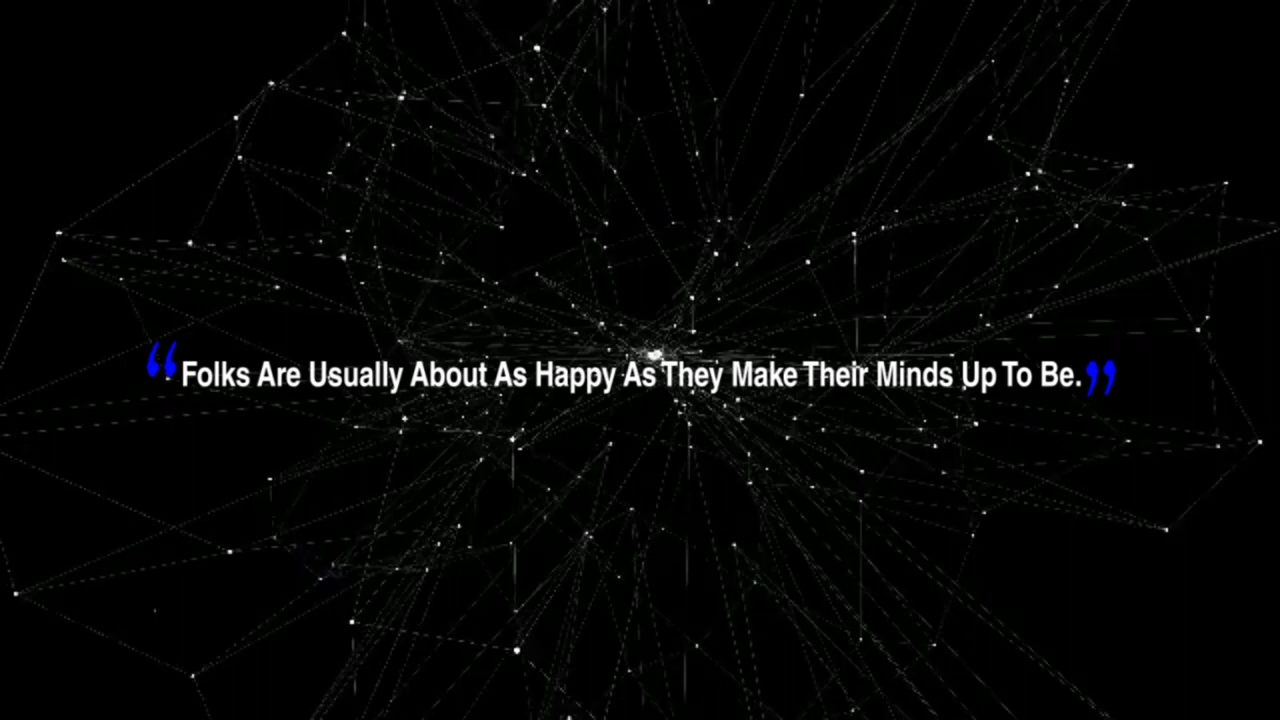 “Folks Are Usually About As Happy As They Make Their Minds Up To Be.”